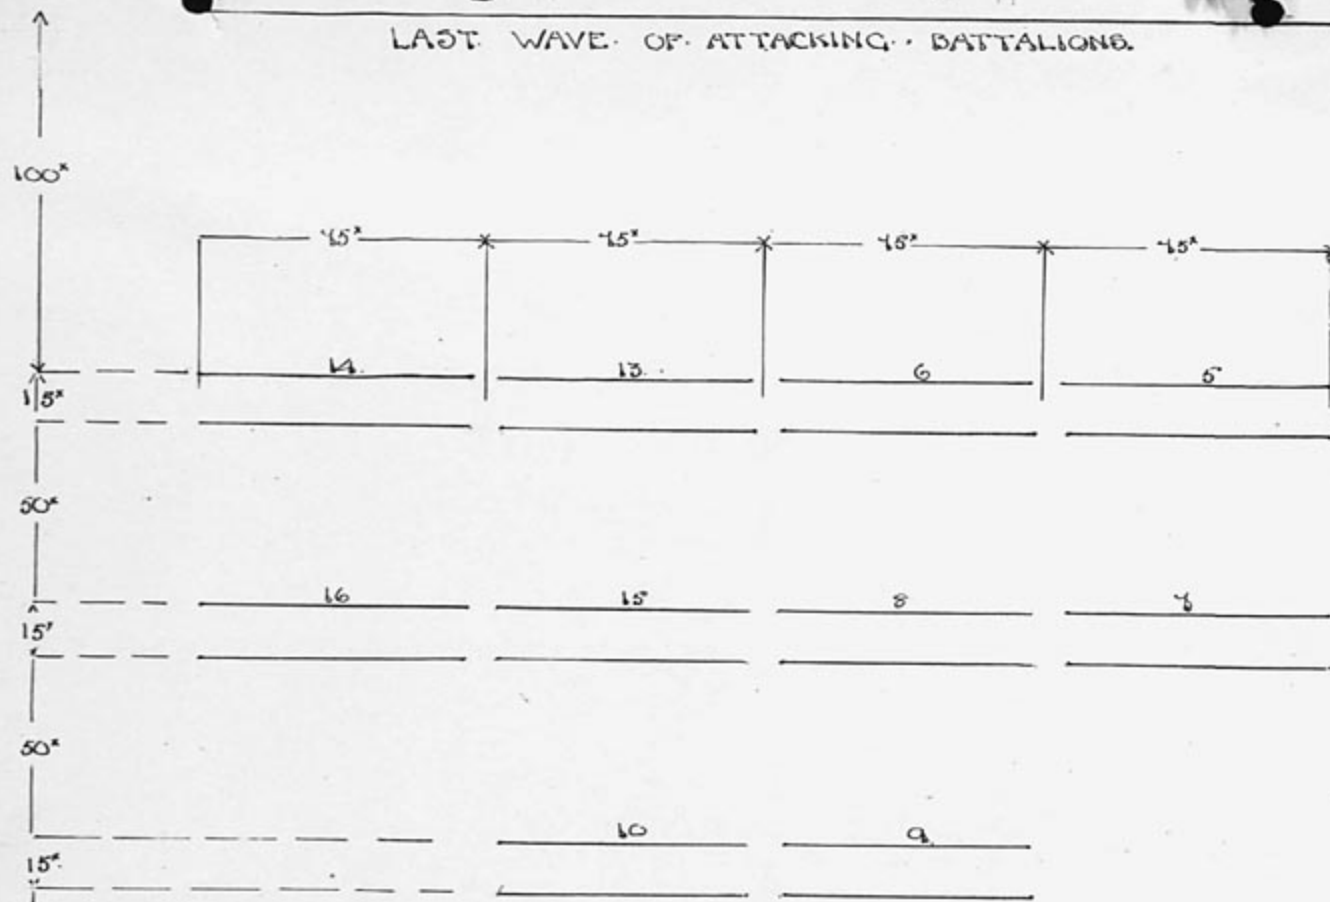 LAST. WAVE. OF. ATTACKING. BATTALIONS.
100ˣ
75ˣ 75ˣ 75ˣ 75ˣ
14. 13. 6 5
15ˣ
50ˣ
16 15 8 7
15'
50ˣ
10 9.
15ˣ